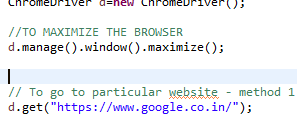 ChromeDriver d=new ChromeDriver();
//TO MAXIMIZE THE BROWSER
d.manage().window().maximize();
// To go to particular website - method 1
d.get("https://www.google.co.in/");